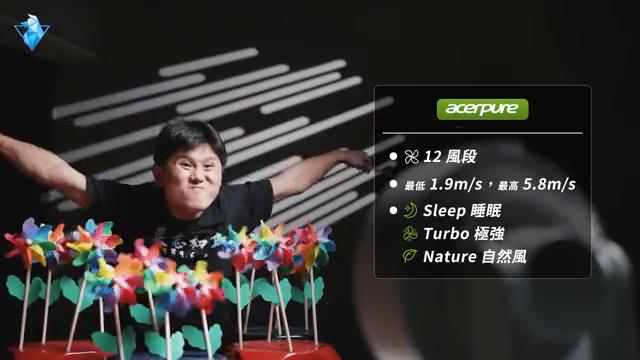 acerpure
12 風段
最低 1.9m/s，最高 5.8m/s
Sleep 睡眠
Turbo 極強
Nature 自然風